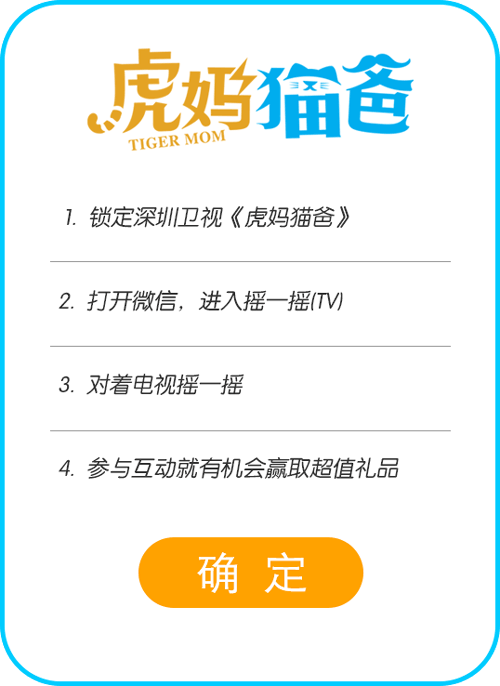 虎妈猫爸
TIGER MOM
1. 锁定深圳卫视《虎妈猫爸》
2. 打开微信，进入摇一摇(TV)
3. 对着电视摇一摇
4. 参与互动就有机会赢取超值礼品
确 定